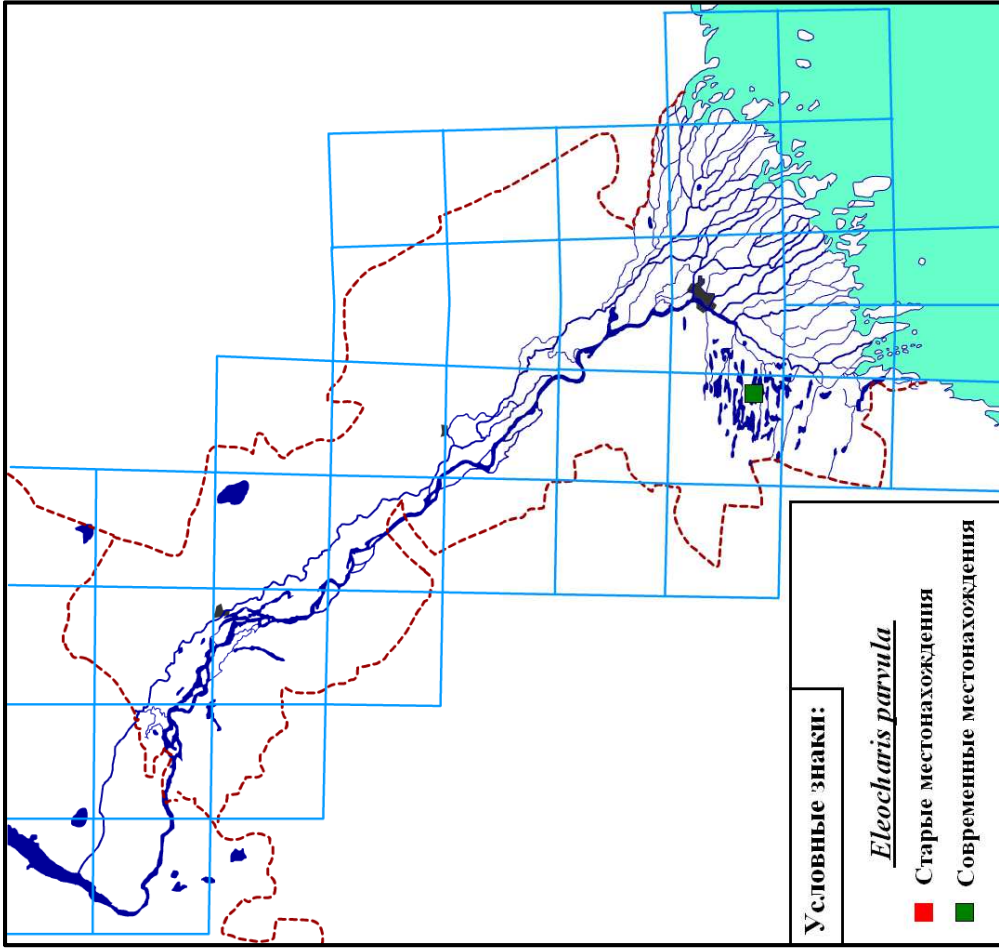 Условные знаки:
Eleocharis parvula
Старые местонахождения
Современные местонахождения